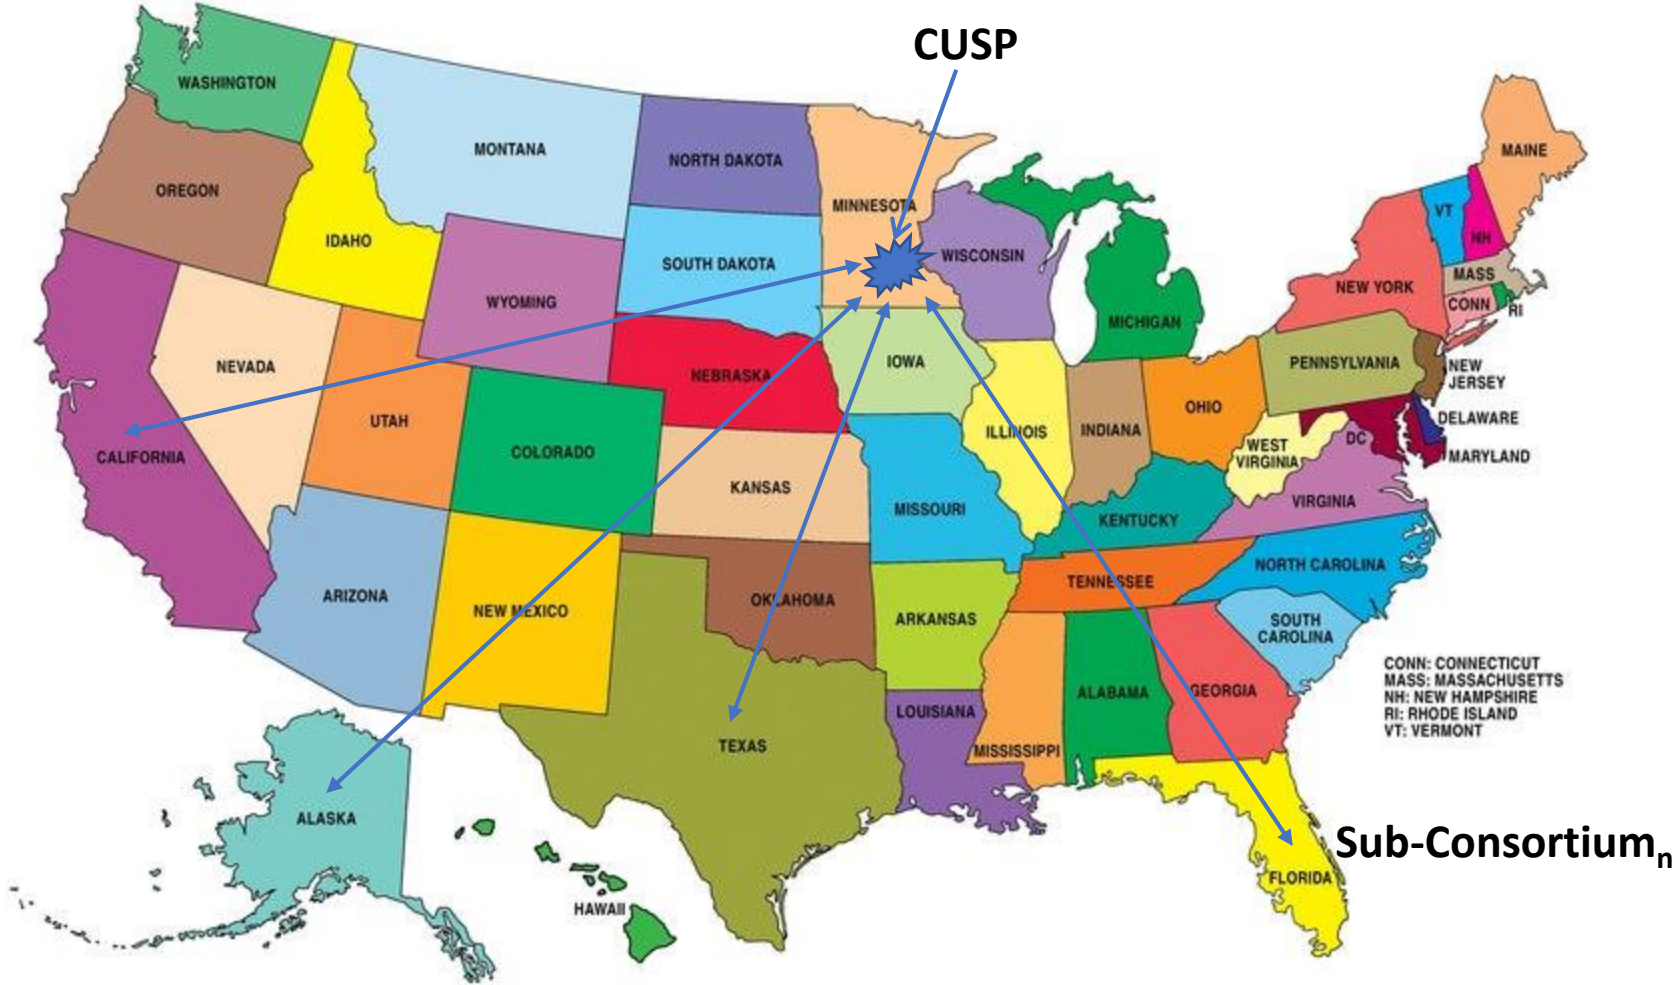 CUSP
WASHINGTON
MONTANA
NORTH DAKOTA
MAINE
OREGON
MINNESOTA
VT
NH
IDAHO
SOUTH DAKOTA
WISCONSIN
MASS
WYOMING
NEW YORK
CONN
RI
MICHIGAN
NEVADA
NEBRASKA
IOWA
PENNSYLVANIA
NEW
JERSEY
UTAH
OHIO
DELAWARE
ILLINOIS
INDIANA
DC
CALIFORNIA
COLORADO
WEST
VIRGINIA
MARYLAND
KANSAS
VIRGINIA
MISSOURI
KENTUCKY
NORTH CAROLINA
TENNESSEE
ARIZONA
NEW MEXICO
OKLAHOMA
ARKANSAS
SOUTH
CAROLINA
CONN: CONNECTICUT
MASS: MASSACHUSETTS
NH: NEW HAMPSHIRE
RI: RHODE ISLAND
VT: VERMONT
ALABAMA
GEORGIA
LOUISIANA
TEXAS
MISSISSIPPI
ALASKA
Sub-Consortiumn
FLORIDA
HAWAII